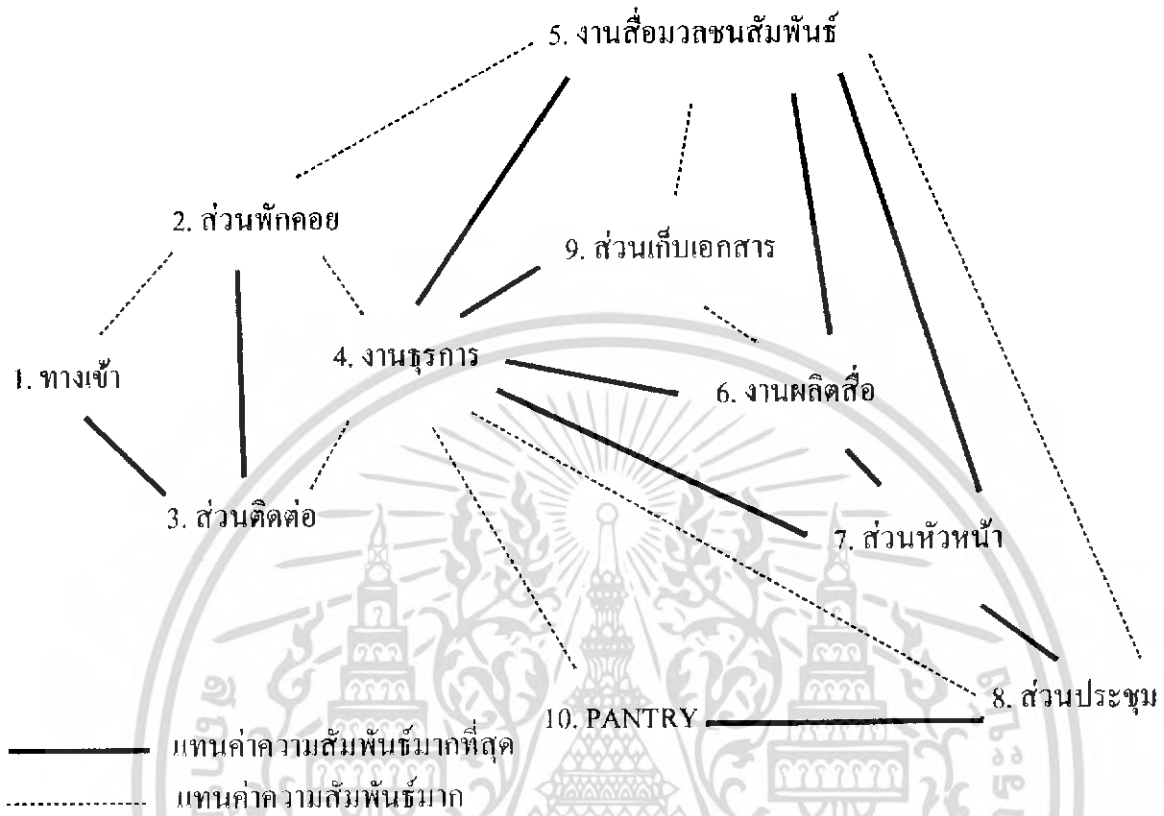 5. งานสื่อมวลชนสัมพันธ์
2. ส่วนพักคอย
9. ส่วนเก็บเอกสาร
4. งานธุรการ
1. ทางเข้า
6. งานผลิตสื่อ
3. ส่วนติดต่อ
7. ส่วนหัวหน้า
8. ส่วนประชุม
10. PANTRY
แทนค่าความสัมพันธ์มากที่สุด
แทนค่าความสัมพันธ์มาก